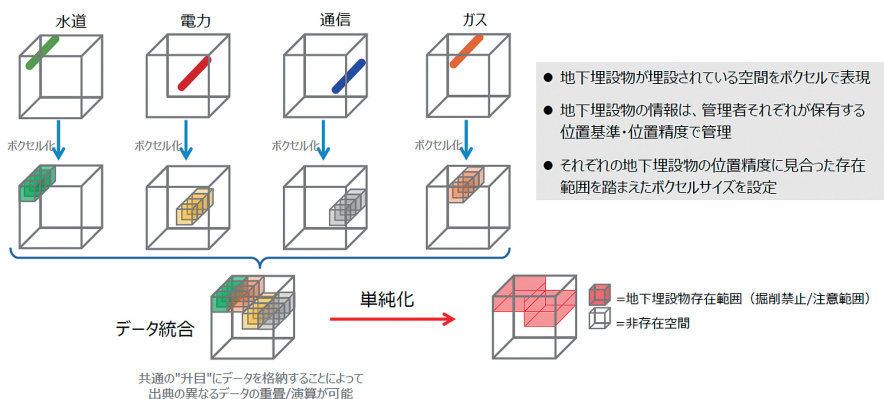 水道
電力
通信
ガス
ボクセル化
ボクセル化
ボクセル化
ボクセル化
● 地下埋設物が埋設されている空間をボクセルで表現
● 地下埋設物の情報は、管理者それぞれが保有する
位置基準・位置精度で管理
● それぞれの地下埋設物の位置精度に見合った存在
範囲を踏まえたボクセルサイズを設定
データ統合
単純化
=地下埋設物存在範囲（掘削禁止/注意範囲）
=非存在空間
共通の"升目"にデータを格納することによって
出典の異なるデータの重畳/演算が可能